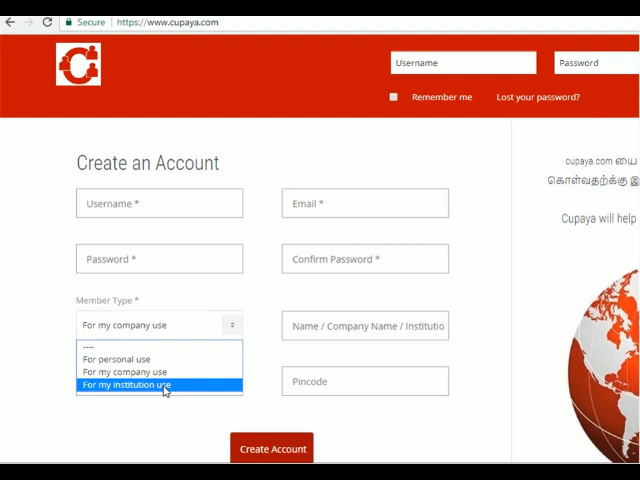 Secure https://www.cupaya.com
Username
Password
Remember me
Lost your password?
Create an Account
Username *
Email *
Password *
Confirm Password *
Member Type *
For my company use
Name / Company Name / Institutio
----
For personal use
For my company use
For my institution use
Pincode
Create Account
cupaya.com யை
கொள்வதற்க்கு இ
Cupaya will help